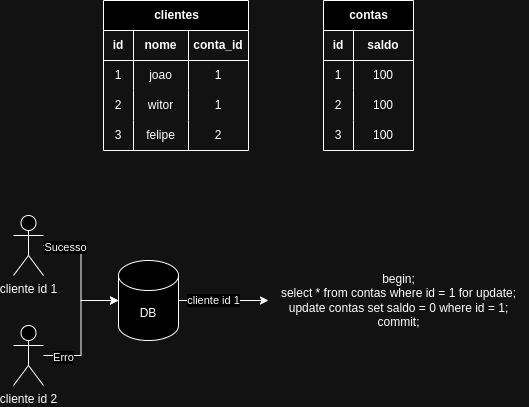 clientes
id nome conta_id
1 joao 1
2 witor 1
3 felipe 2
contas
id saldo
1 100
2 100
3 100
Sucesso
cliente id 1
DB
cliente id 1
Erro
cliente id 2
begin;
select * from contas where id = 1 for update;
update contas set saldo = 0 where id = 1;
commit;